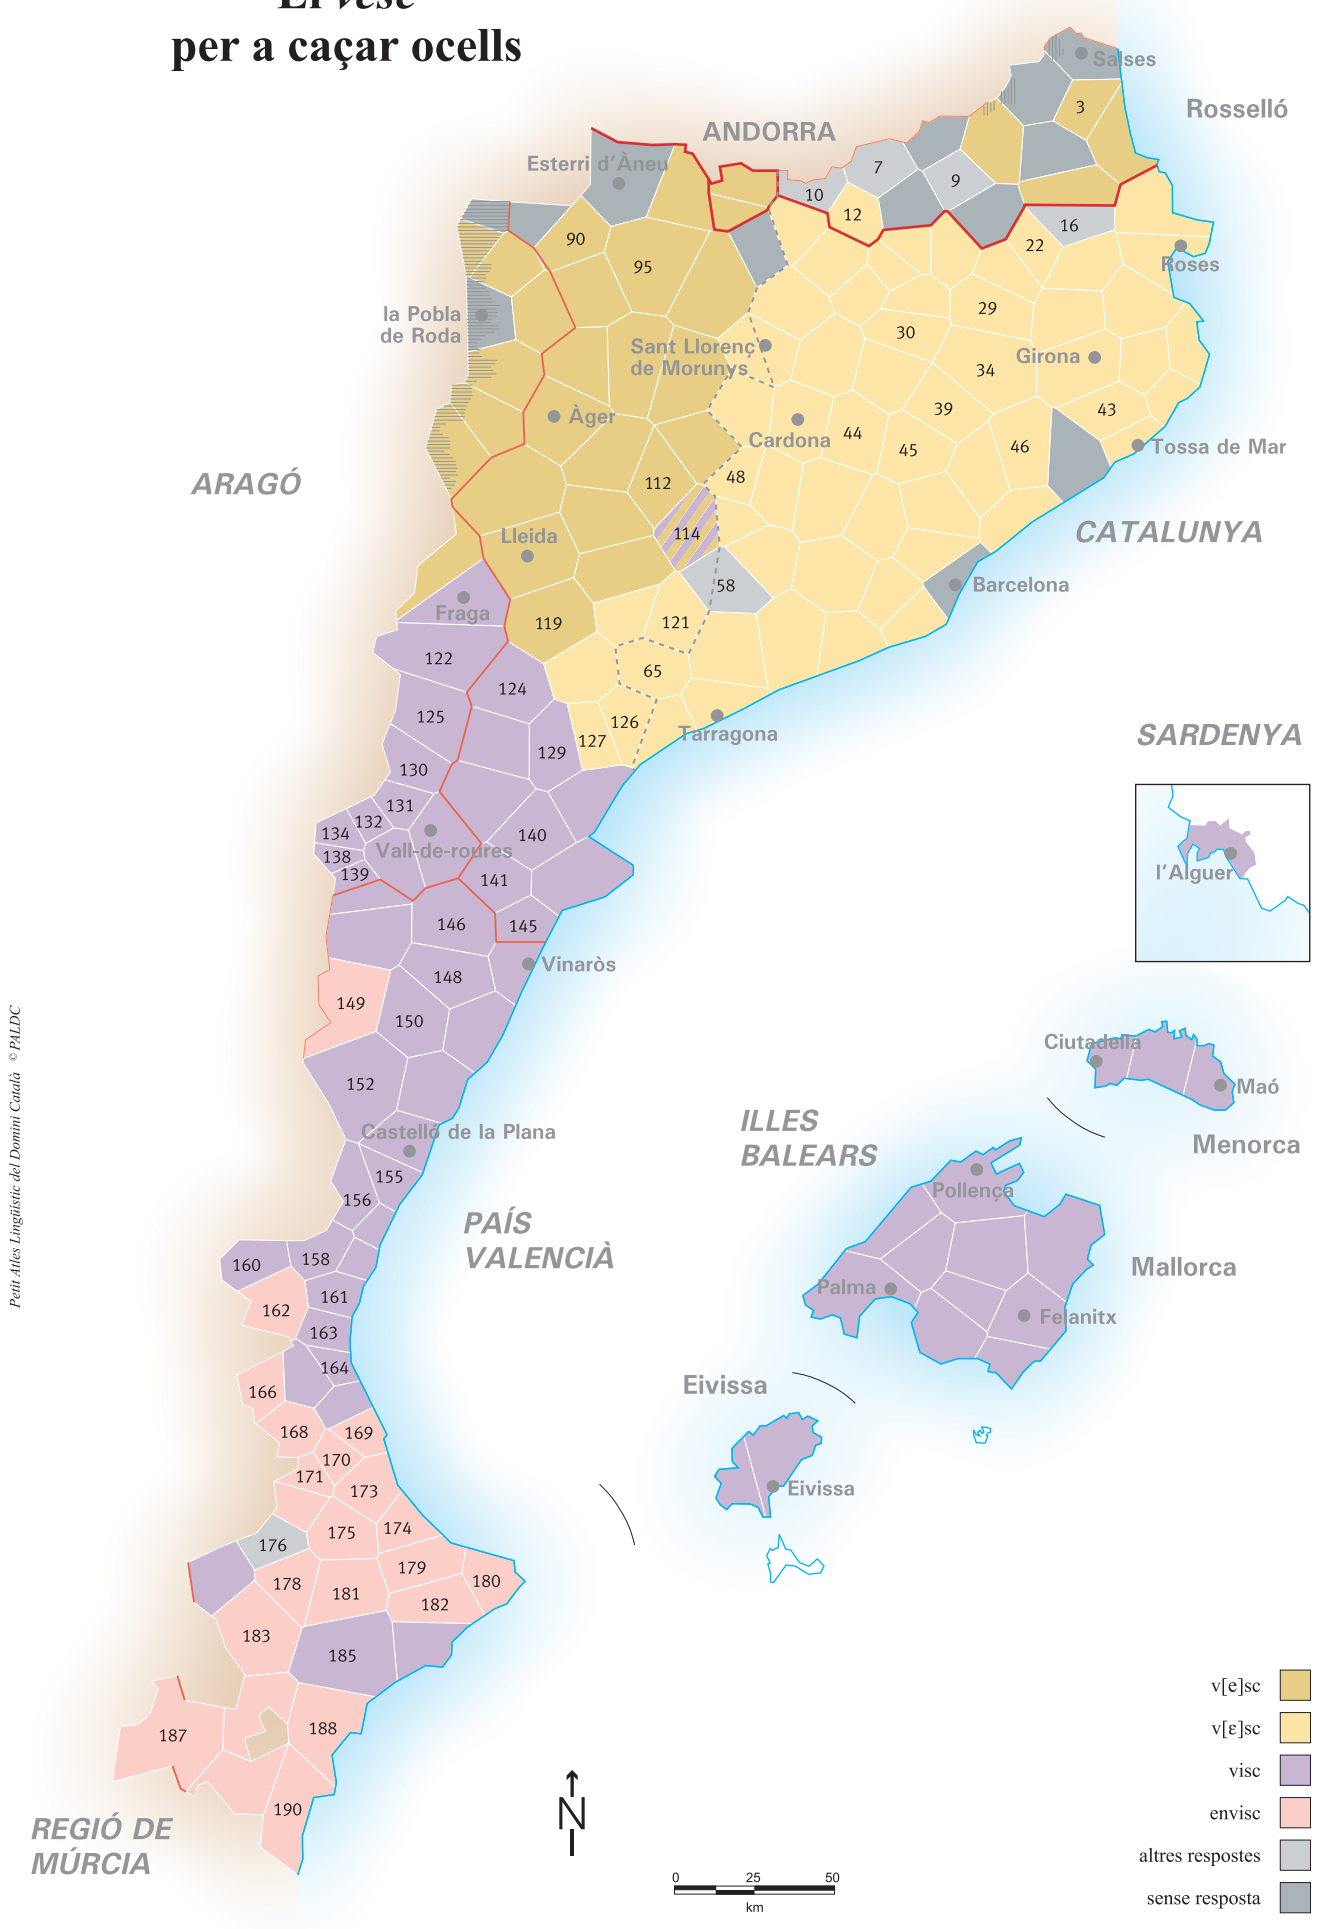 El vesc
per a caçar ocells
Salses
3
Rosselló
ANDORRA
Esterri d'Àneu
7
9
10
12
16
22
Roses
90
95
la Pobla
de Roda
29
30
Sant Llorenç
de Morunys
Girona
34
39
43
Àger
Cardona
44
45
46
Tossa de Mar
ARAGÓ
112
48
114
CATALUNYA
Lleida
58
Barcelona
Fraga
119
121
122
65
124
125
126
127
Tarragona
129
SARDENYA
130
131
132
134
Vall-de-roures
140
138
139
141
l'Alguer
146
145
Vinaròs
148
149
150
Ciutadella
152
Maó
Castelló de la Plana
ILLES
BALEARS
Menorca
155
156
Pollença
PAÍS
VALENCIÀ
158
160
Mallorca
161
162
Palma
Felanitx
163
164
166
Eivissa
168
169
170
171
173
Eivissa
174
175
176
178
179
180
181
182
183
185
187
188
190
REGIÓ DE
MÚRCIA
N
0 25 50
km
v[e]sc
v[ɛ]sc
visc
envisc
altres respostes
sense resposta
Petit Atles Lingüístic del Domini Català © PALDC